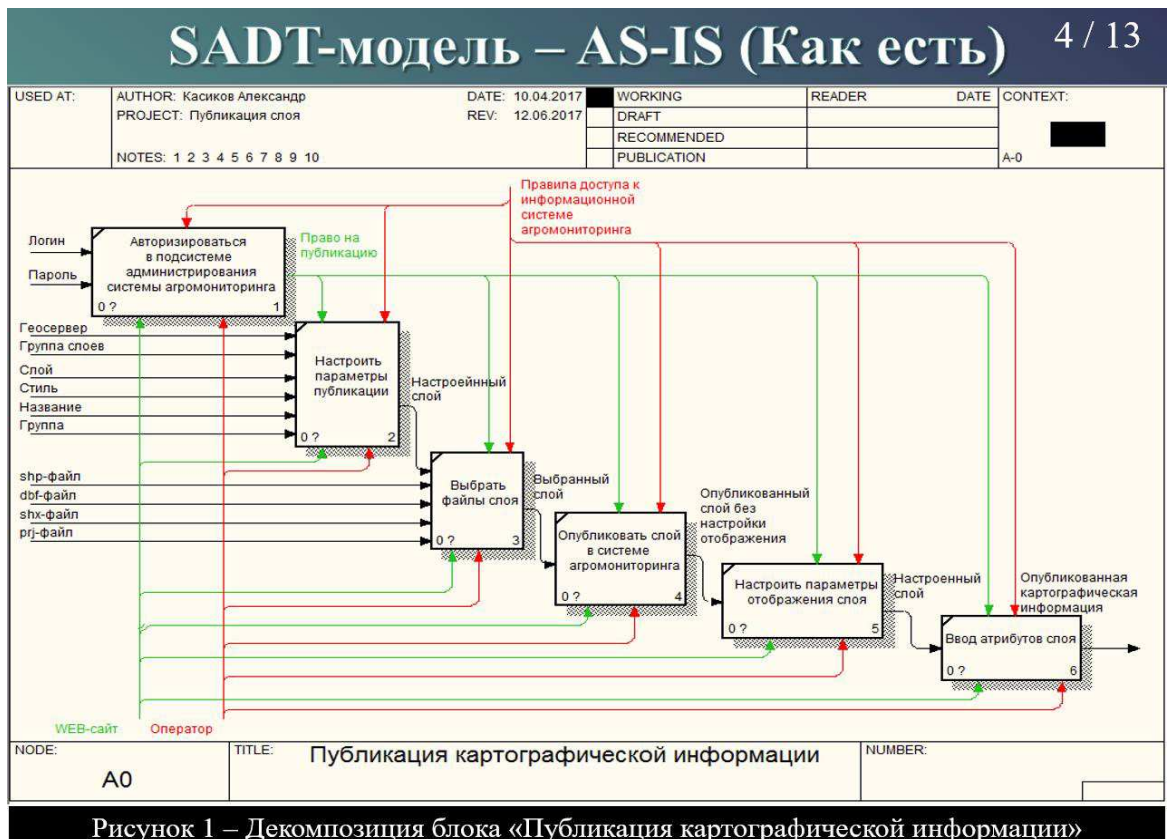 SADT-модель – AS-IS (Как есть)
4 / 13
USED AT:
AUTHOR: Касиков Александр
DATE: 10.04.2017
PROJECT: Публикация слоя
REV: 12.06.2017
NOTES: 1 2 3 4 5 6 7 8 9 10
WORKING
DRAFT
RECOMMENDED
PUBLICATION
READER
DATE
CONTEXT:
A-0
Правила доступа к
информационной
системе
агромониторинга
Логин
Пароль
Авторизироваться
в подсистеме
администрирования
системы агромониторинга
0 ?
1
Право на
публикацию
Геосервер
Группа слоев
Слой
Стиль
Название
Группа
Настроить
параметры
публикации
0 ?
2
Настроейнный
слой
shp-файл
dbf-файл
shx-файл
prj-файл
Выбрать
файлы слоя
0 ?
3
Выбранный
слой
Опубликовать слой
в системе
агромониторинга
0 ?
4
Опубликованный
слой без
настройки
отображения
Настроить параметры
отображения слоя
0 ?
5
Настроенный
слой
Опубликованная
картографическая
информация
Ввод атрибутов слоя
0 ?
6
WEB-сайт
Оператор
NODE:
A0
TITLE:
Публикация картографической информации
NUMBER:
Рисунок 1 – Декомпозиция блока «Публикация картографической информации»